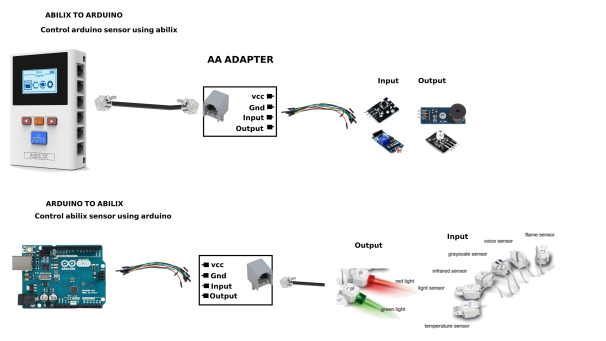 ABILIX TO ARDUINO
Control arduino sensor using abilix
AA ADAPTER
Input
Output
vcc
Gnd
Input
Output
ABILIX
ARDUINO TO ABILIX
Control abilix sensor using arduino
Output
Input
flame sensor
voice sensor
grayscale sensor
infrared sensor
light sensor
temperature sensor
red light
green light
vcc
Gnd
Input
Output
UNO
ARDUINO